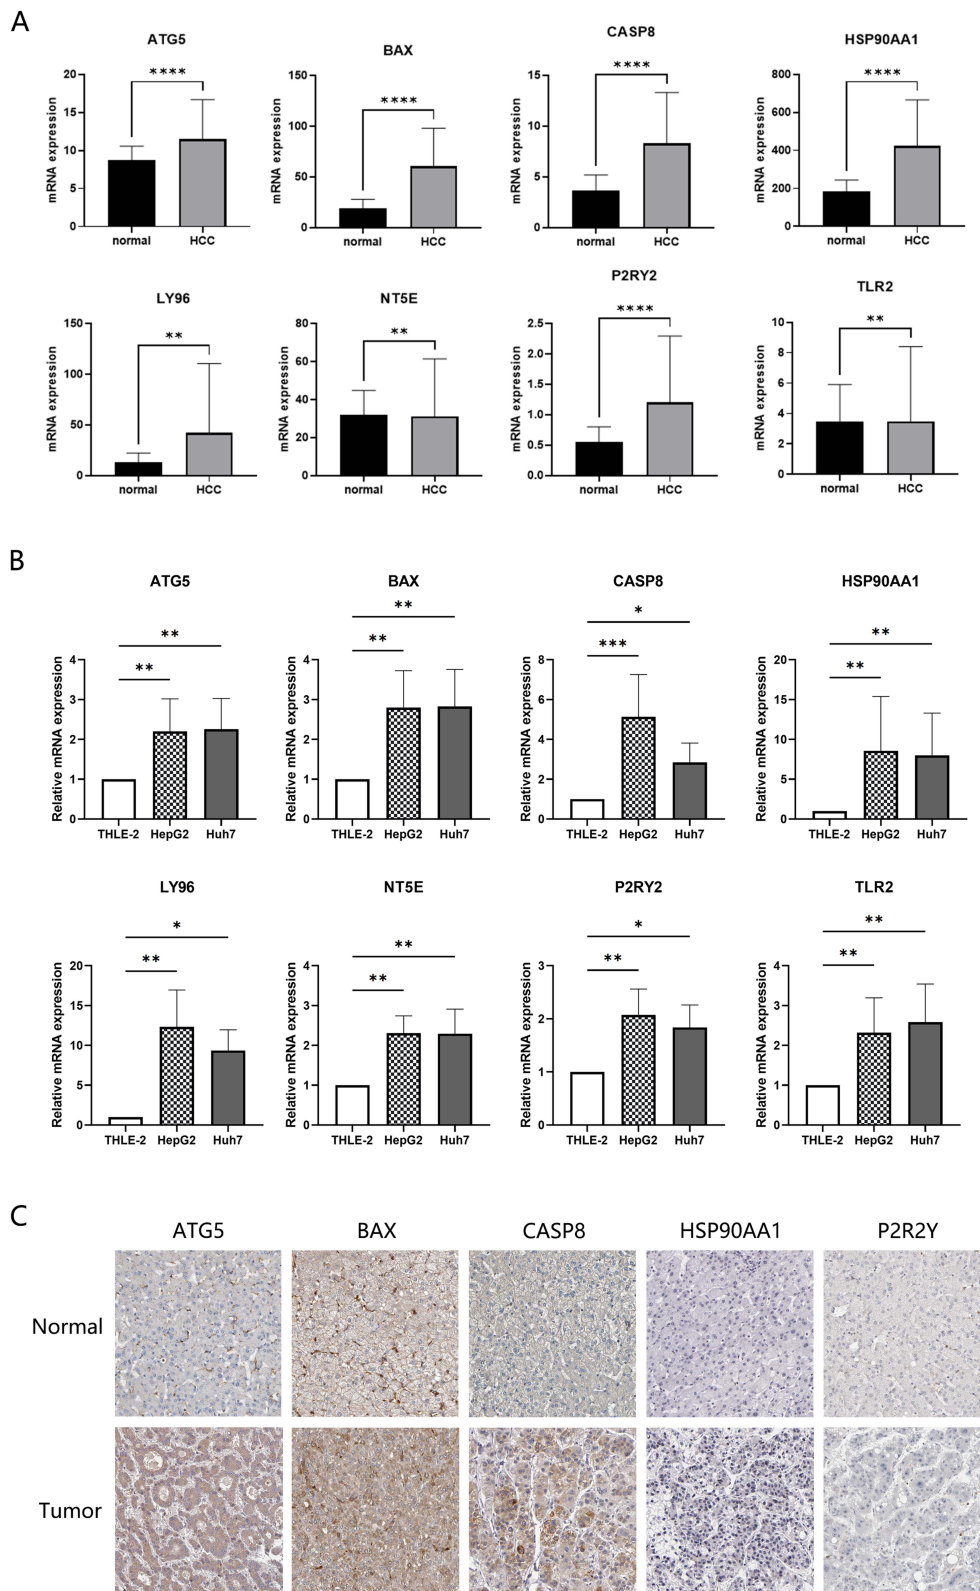 A
ATG5
mRNA expression
20
15
10
5
0
****
normal
HCC
BAX
mRNA expression
150
100
50
0
****
normal
HCC
CASP8
mRNA expression
15
10
5
0
****
normal
HCC
HSP90AA1
mRNA expression
800
600
400
200
0
****
normal
HCC
LY96
mRNA expression
150
100
50
0
**
normal
HCC
NT5E
mRNA expression
80
60
40
20
0
**
normal
HCC
P2RY2
mRNA expression
2.5
2.0
1.5
1.0
0.5
0.0
****
normal
HCC
TLR2
mRNA expression
10
8
6
4
2
0
**
normal
HCC
B
ATG5
Relative mRNA expression
4
3
2
1
0
**
**
THLE-2
HepG2
Huh7
BAX
Relative mRNA expression
4
3
2
1
0
**
**
THLE-2
HepG2
Huh7
CASP8
Relative mRNA expression
8
6
4
2
0
*
***
THLE-2
HepG2
Huh7
HSP90AA1
Relative mRNA expression
20
15
10
5
0
**
**
THLE-2
HepG2
Huh7
LY96
Relative mRNA expression
20
15
10
5
0
*
**
THLE-2
HepG2
Huh7
NT5E
Relative mRNA expression
4
3
2
1
0
**
**
THLE-2
HepG2
Huh7
P2RY2
Relative mRNA expression
3
2
1
0
*
**
THLE-2
HepG2
Huh7
TLR2
Relative mRNA expression
4
3
2
1
0
**
**
THLE-2
HepG2
Huh7
C
ATG5
BAX
CASP8
HSP90AA1
P2R2Y
Normal
Tumor